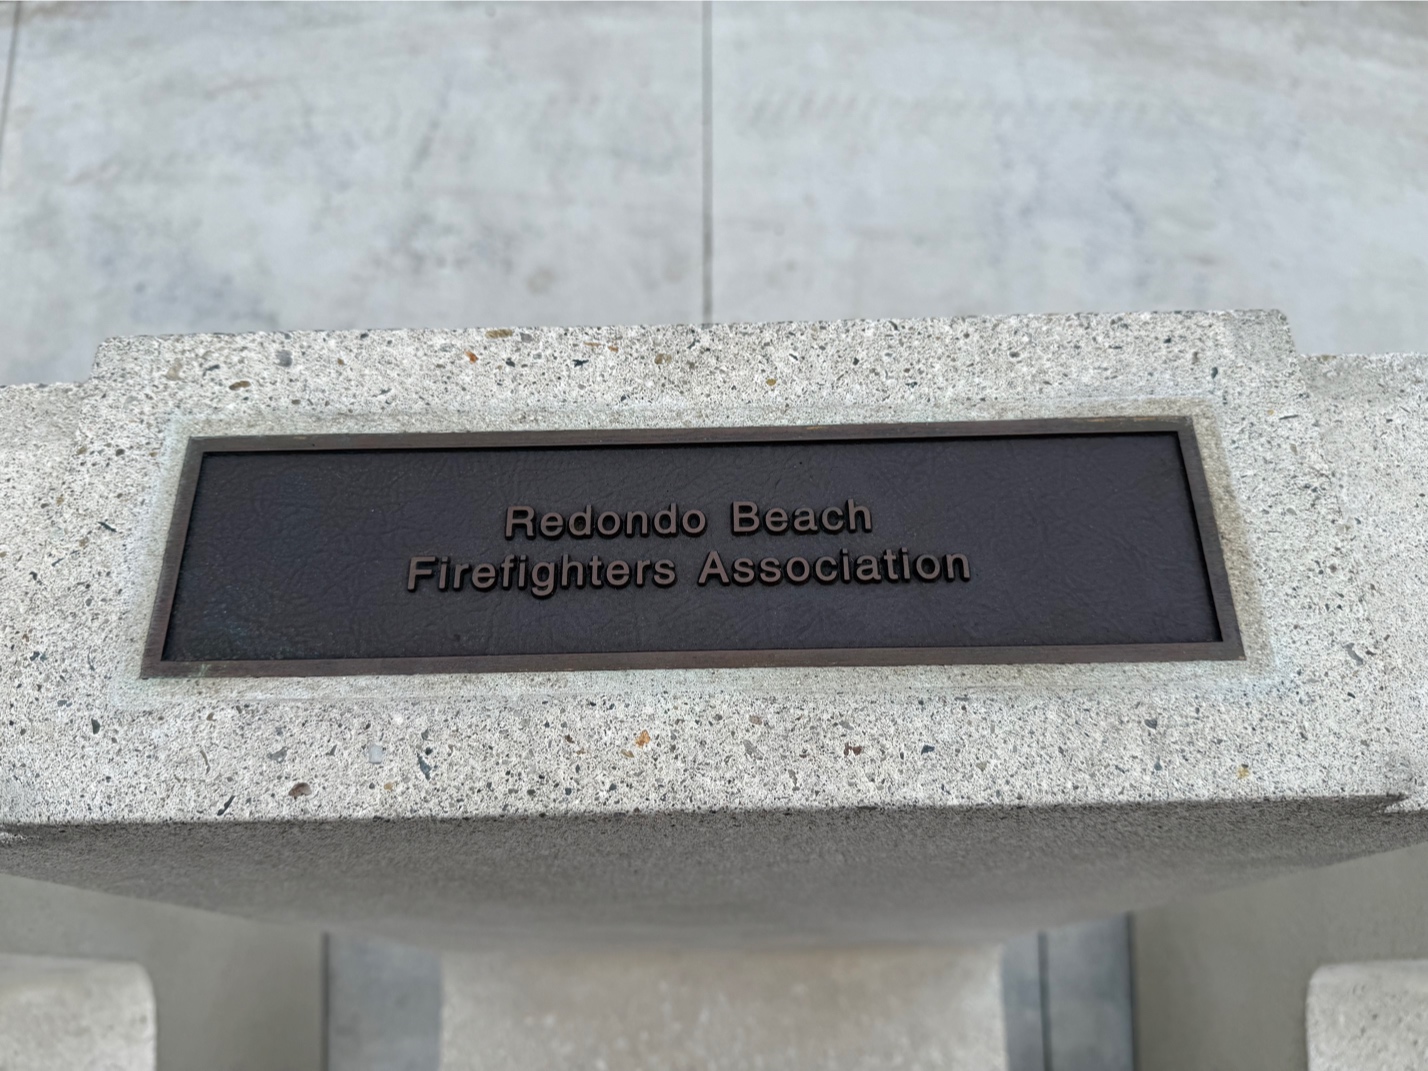 Redondo Beach
Firefighters Association